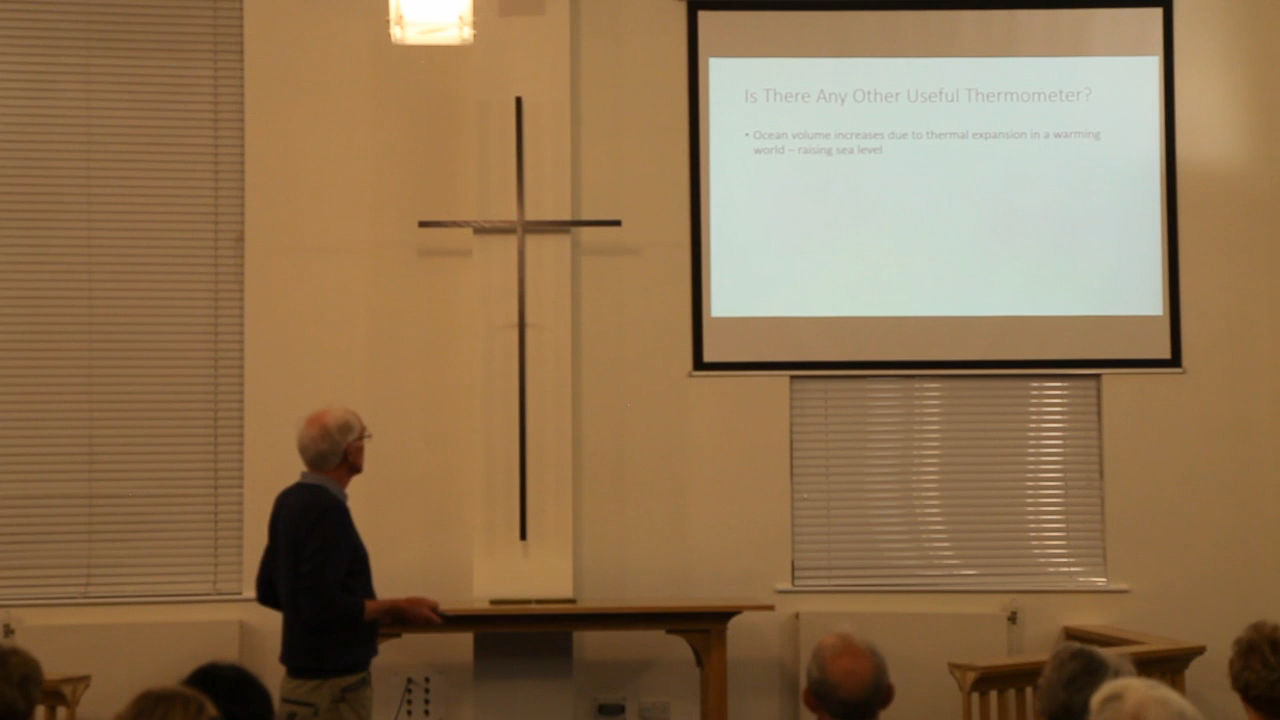 Is There Any Other Useful Thermometer?
• Ocean volume increases due to thermal expansion in a warming
world – raising sea level